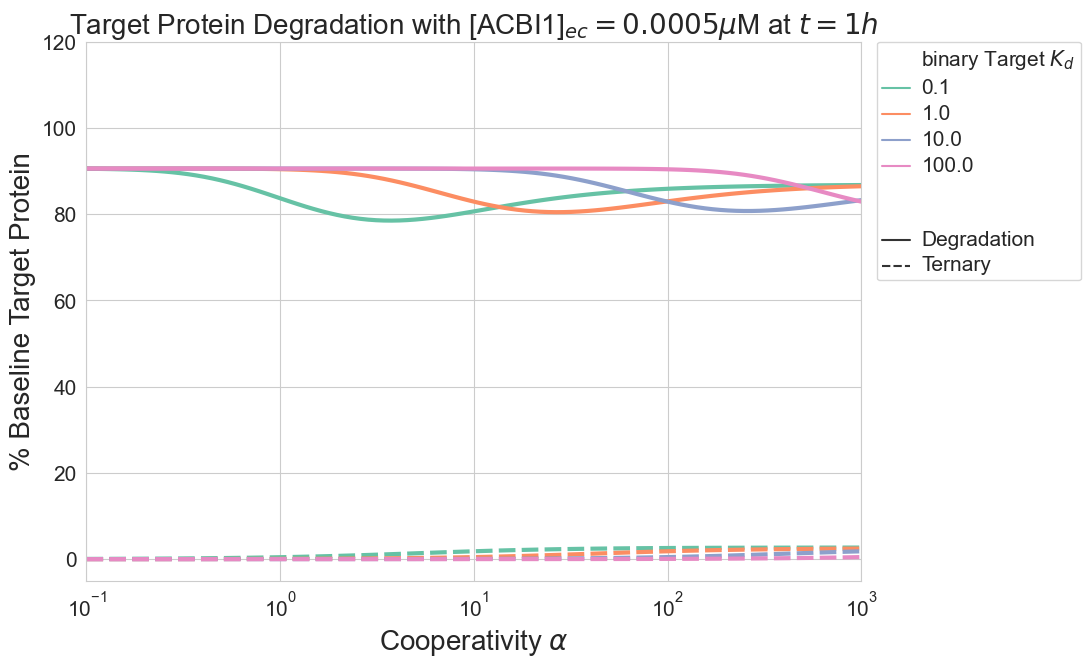 Target Protein Degradation with [ACBI1]ec = 0.0005μM at t = 1h
% Baseline Target Protein
120
100
80
60
40
20
0
10⁻¹
10⁰
10¹
10²
10³
Cooperativity α
binary Target Kd
0.1
1.0
10.0
100.0
Degradation
Ternary